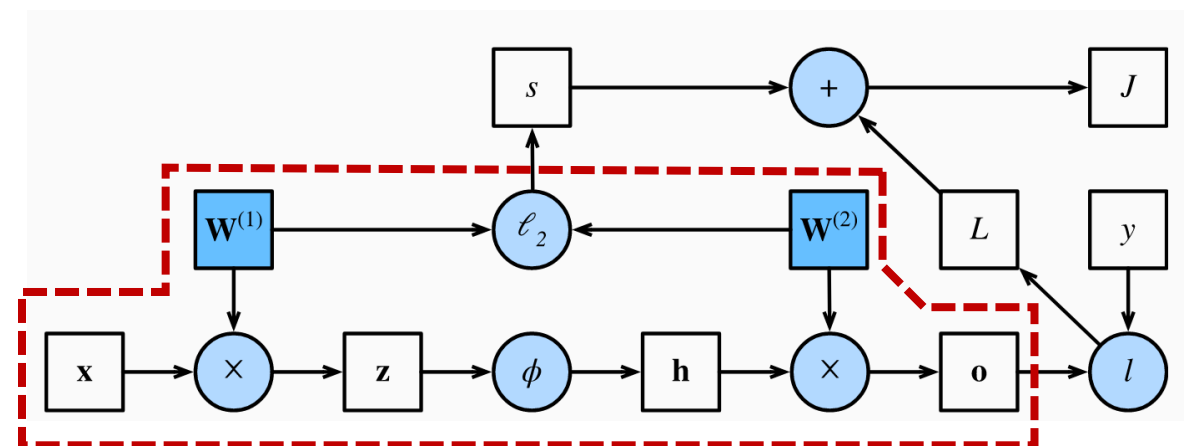 s + J
W(1) ℓ2 W(2) L y
x × z ϕ h × o l